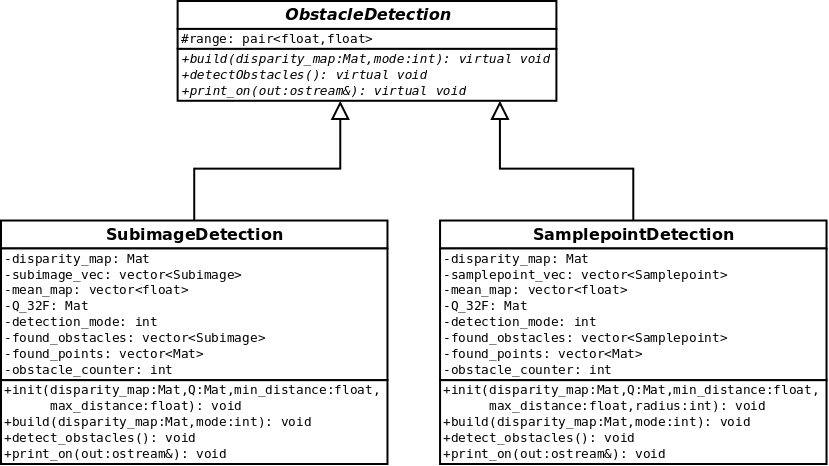 ObstacleDetection
#range: pair<float,float>
+build(disparity_map:Mat,mode:int): virtual void
+detectObstacles(): virtual void
+print_on(out:ostream&): virtual void
SubimageDetection
-disparity_map: Mat
-subimage_vec: vector<Subimage>
-mean_map: vector<float>
-Q_32F: Mat
-detection_mode: int
-found_obstacles: vector<Subimage>
-found_points: vector<Mat>
-obstacle_counter: int
+init(disparity_map:Mat,Q:Mat,min_distance:float,
max_distance:float): void
+build(disparity_map:Mat,mode:int): void
+detect_obstacles(): void
+print_on(out:ostream&): void
SamplepointDetection
-disparity_map: Mat
-samplepoint_vec: vector<Samplepoint>
-mean_map: vector<float>
-Q_32F: Mat
-detection_mode: int
-found_obstacles: vector<Samplepoint>
-found_points: vector<Mat>
-obstacle_counter: int
+init(disparity_map:Mat,Q:Mat,min_distance:float,
max_distance:float,radius:int): void
+build(disparity_map:Mat,mode:int): void
+detect_obstacles(): void
+print_on(out:ostream&): void